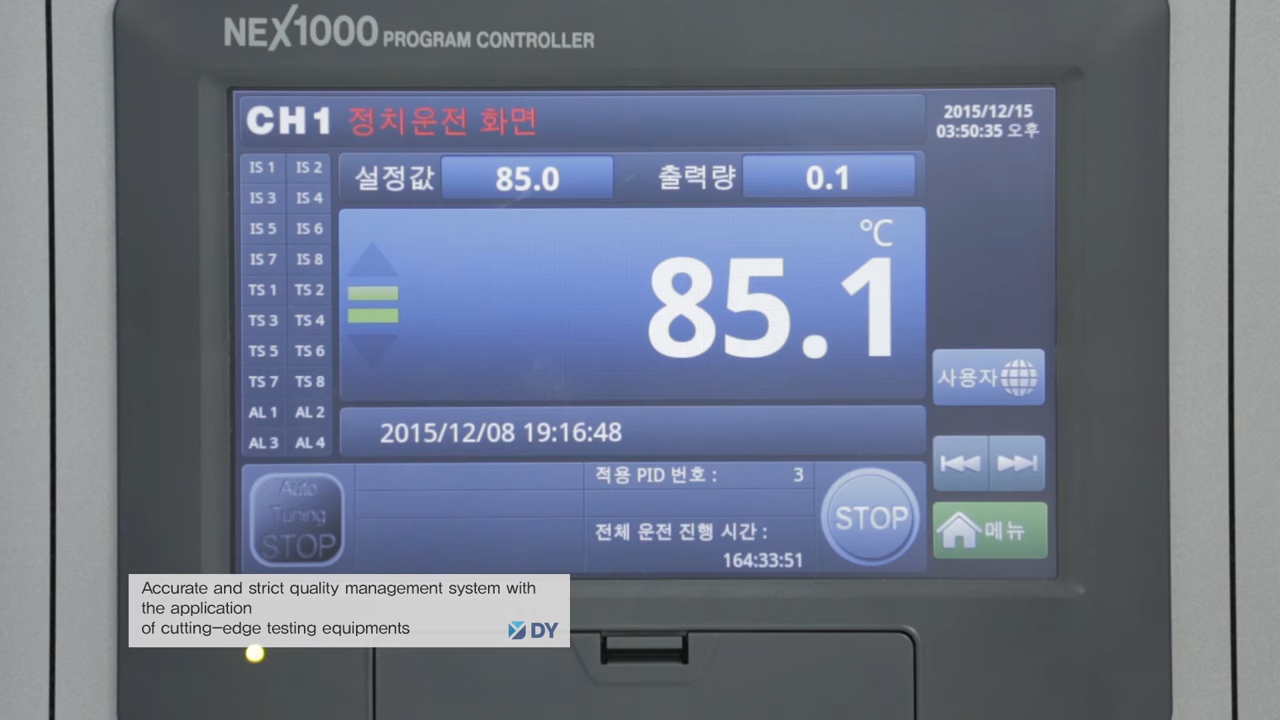 NEX1000 PROGRAM CONTROLLER
CH1 정치운전 화면
2015/12/15
03:50:35 오후
IS 1 IS 2
IS 3 IS 4
IS 5 IS 6
IS 7 IS 8
TS 1 TS 2
TS 3 TS 4
TS 5 TS 6
TS 7 TS 8
AL 1 AL 2
AL 3 AL 4
설정값 85.0 출력량 0.1
℃
85.1
사용자
2015/12/08 19:16:48
적용 PID 번호 : 3
전체 운전 진행 시간 :
164:33:51
Auto
Tuning
STOP
STOP
메뉴
Accurate and strict quality management system with
the application
of cutting-edge testing equipments
DY